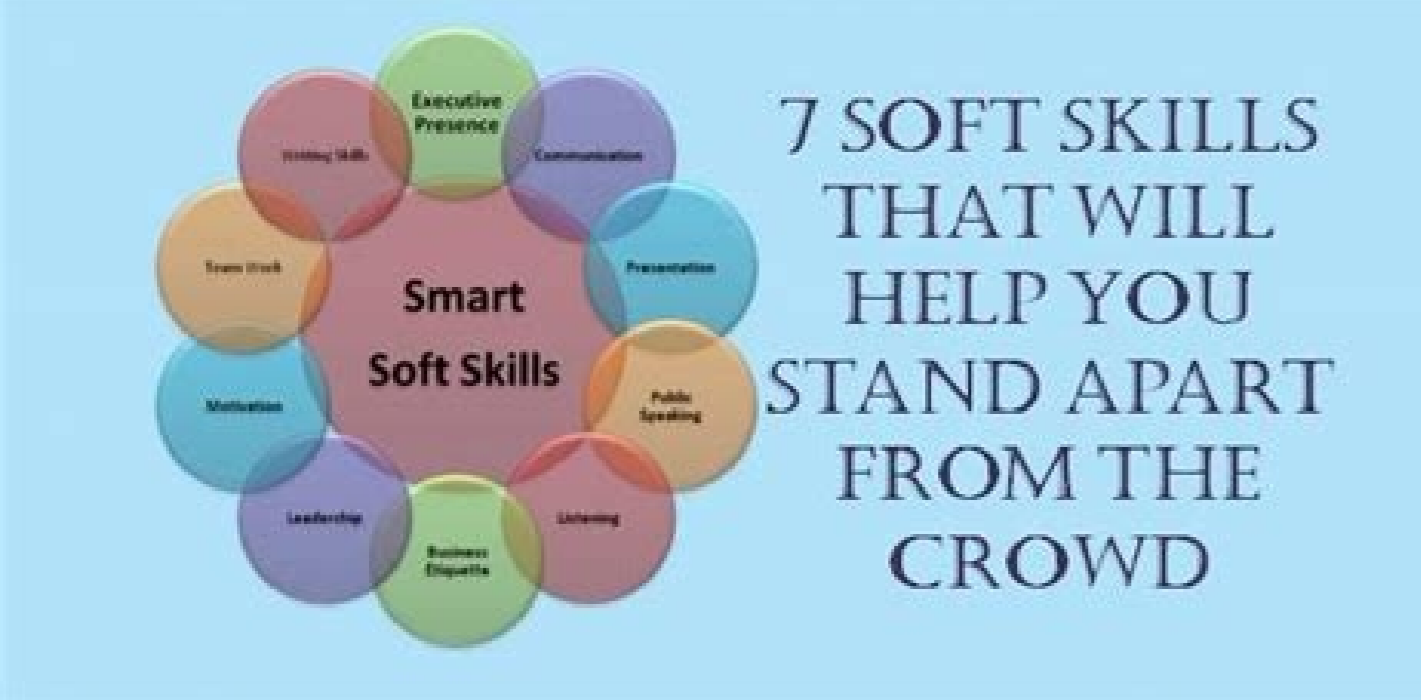 Executive
Presence
Communication
Presentation
Public
Speaking
Listening
Business
Etiquette
Leadership
Motivation
Team Work
Writing Skills
Smart
Soft Skills
7 SOFT SKILLS
THAT WILL
HELP YOU
STAND APART
FROM THE
CROWD